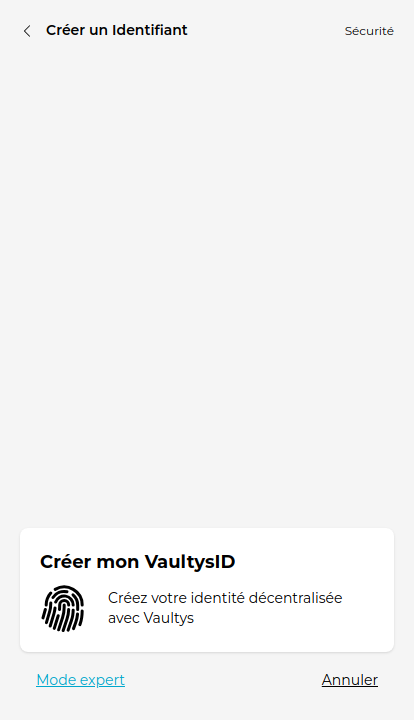 Créer un Identifiant
Sécurité
Créer mon VaultysID
Créez votre identité décentralisée
avec Vaultys
Mode expert
Annuler